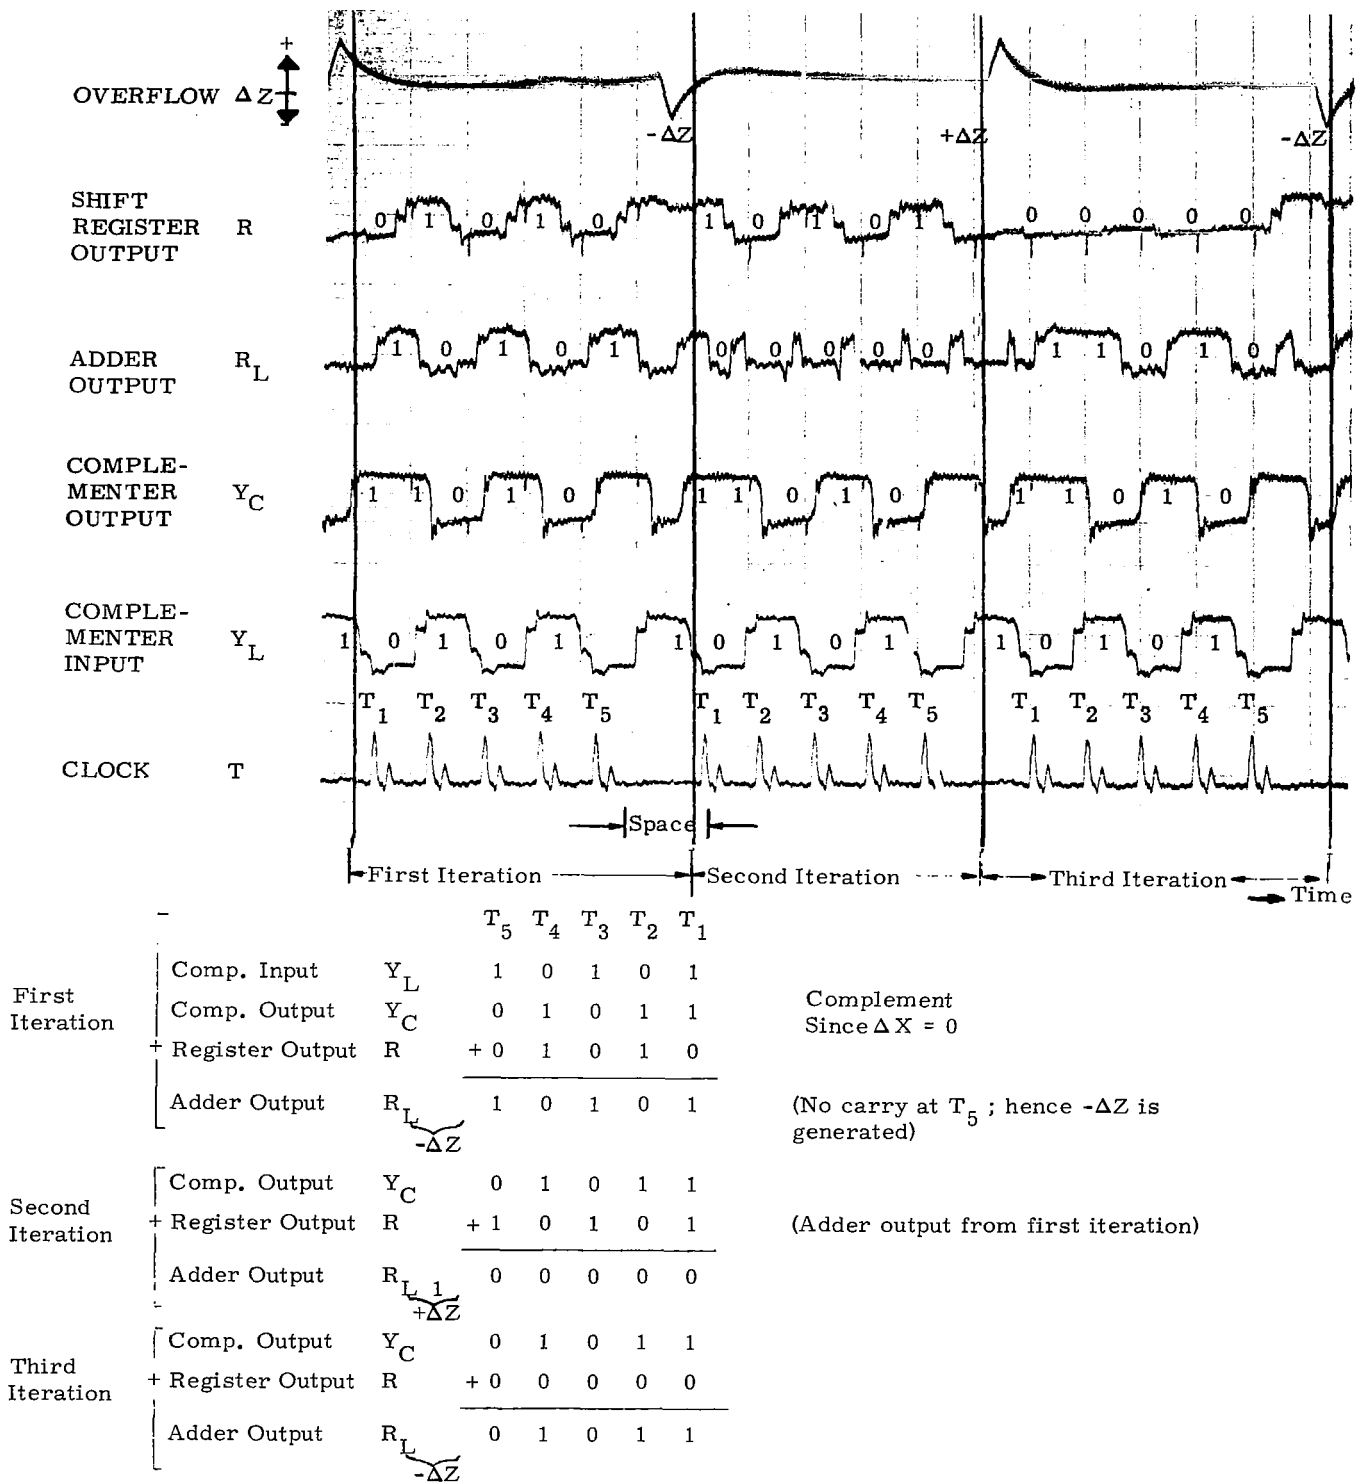 +
OVERFLOW ΔZ
-
-ΔZ +ΔZ -ΔZ
SHIFT
REGISTER R
OUTPUT
0 1 0 1 0 1 0 1 0 1 0 0 0 0 0
ADDER R_L
OUTPUT
1 0 1 0 1 0 0 0 0 0 1 1 0 1 0
COMPLE-
MENTER Y_C
OUTPUT
1 1 0 1 0 1 1 0 1 0 1 1 0 1 0
COMPLE-
MENTER Y_L
INPUT
1 0 1 0 1 1 0 1 0 1 1 0 1 0 1
T_1 T_2 T_3 T_4 T_5 T_1 T_2 T_3 T_4 T_5 T_1 T_2 T_3 T_4 T_5
CLOCK T
Space
First Iteration Second Iteration Third Iteration
Time
T_5 T_4 T_3 T_2 T_1
First
Iteration
Comp. Input Y_L 1 0 1 0 1
Comp. Output Y_C 0 1 0 1 1
Complement
Since ΔX = 0
+ Register Output R + 0 1 0 1 0
Adder Output R_L 1 0 1 0 1
-ΔZ
(No carry at T_5 ; hence -ΔZ is
generated)
Second
Iteration
Comp. Output Y_C 0 1 0 1 1
+ Register Output R + 1 0 1 0 1 (Adder output from first iteration)
Adder Output R_L 1 0 0 0 0 0
+ΔZ
Third
Iteration
Comp. Output Y_C 0 1 0 1 1
+ Register Output R + 0 0 0 0 0
Adder Output R_L 0 1 0 1 1
-ΔZ